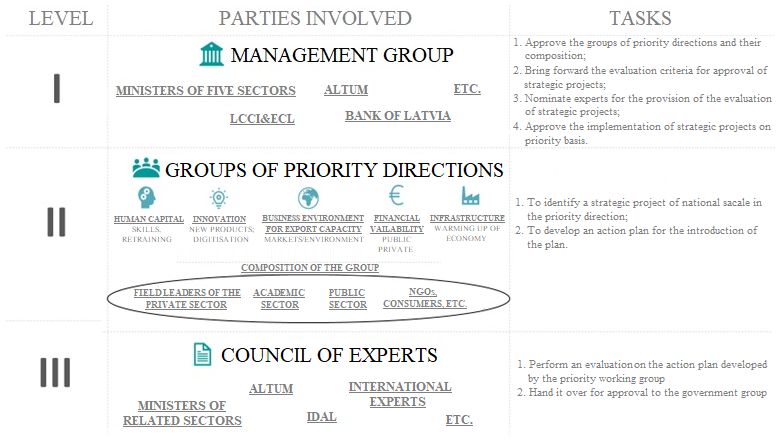 LEVEL
PARTIES INVOLVED
TASKS
I
MANAGEMENT GROUP
MINISTERS OF FIVE SECTORS
ALTUM
ETC.
LCCI&ECL
BANK OF LATVIA
1. Approve the groups of priority directions and their
composition;
2. Bring forward the evaluation criteria for approval of
strategic projects;
3. Nominate experts for the provision of the evaluation
of strategic projects;
4. Approve the implementation of strategic projects on
priority basis.
II
GROUPS OF PRIORITY DIRECTIONS
HUMAN CAPITAL
SKILLS,
RETRAINING
INNOVATION
NEW PRODUCTS;
DIGITISATION
BUSINESS ENVIRONMENT
FOR EXPORT CAPACITY
MARKETS/ENVIRONMENT
€
FINANCIAL
VAILABILITY
PUBLIC
PRIVATE
INFRASTRUCTURE
WARMING UP OF
ECONOMY
COMPOSITION OF THE GROUP
FIELD LEADERS OF THE
PRIVATE SECTOR
ACADEMIC
SECTOR
PUBLIC
SECTOR
NGOs,
CONSUMERS, ETC.
1. To identify a strategic project of national sacale in
the priority direction;
2. To develop an action plan for the introduction of
the plan.
III
COUNCIL OF EXPERTS
MINISTERS OF
RELATED SECTORS
ALTUM
IDAL
INTERNATIONAL
EXPERTS
ETC.
1. Perform an evaluation on the action plan developed
by the priority working group
2. Hand it over for approval to the government group